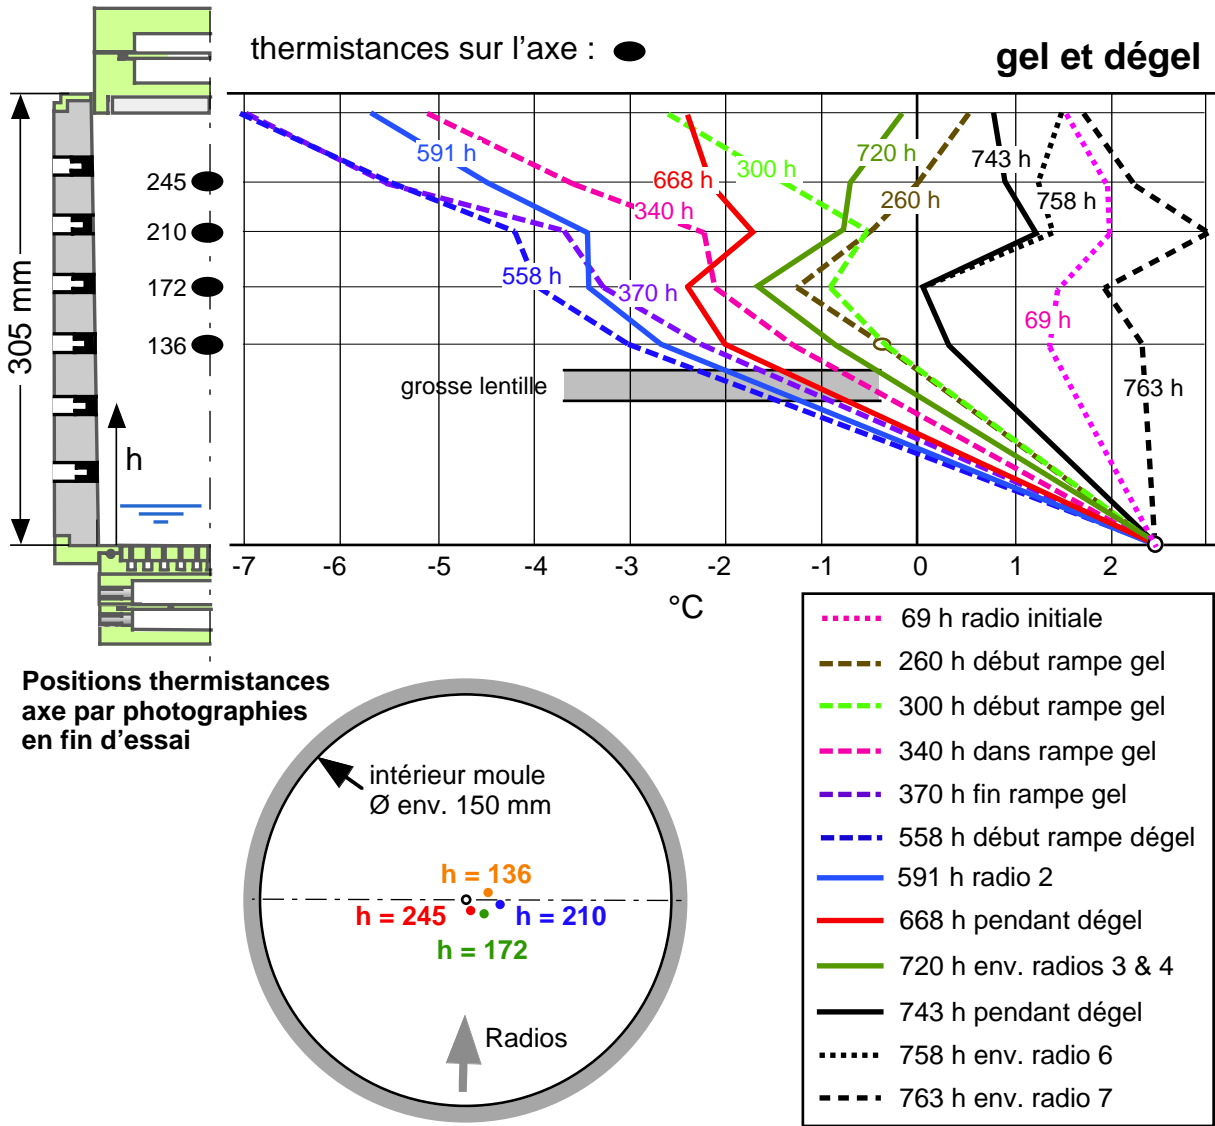 thermistances sur l'axe :
gel et dégel
305 mm
245
210
172
136
h
591 h
340 h
558 h
370 h
668 h
300 h
720 h
260 h
743 h
758 h
69 h
763 h
grosse lentille
-7 -6 -5 -4 -3 -2 -1 0 1 2
°C
Positions thermistances
axe par photographies
en fin d'essai
intérieur moule
Ø env. 150 mm
h = 136
h = 245
h = 210
h = 172
Radios
69 h radio initiale
260 h début rampe gel
300 h début rampe gel
340 h dans rampe gel
370 h fin rampe gel
558 h début rampe dégel
591 h radio 2
668 h pendant dégel
720 h env. radios 3 & 4
743 h pendant dégel
758 h env. radio 6
763 h env. radio 7